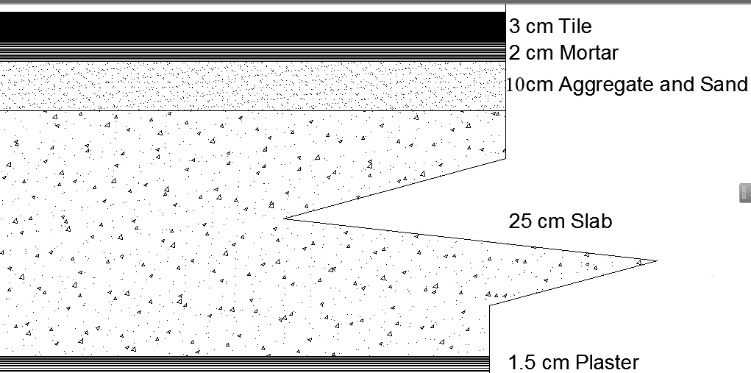 3 cm Tile
2 cm Mortar
10cm Aggregate and Sand
25 cm Slab
1.5 cm Plaster